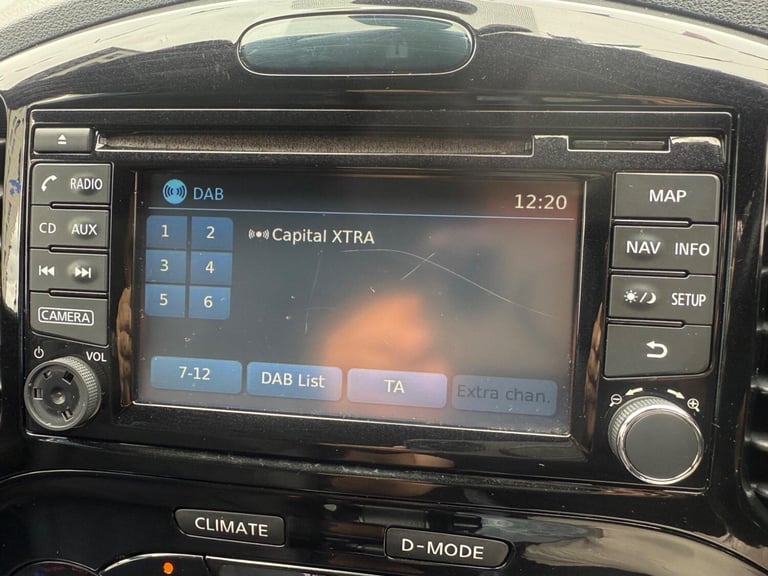 DAB
12:20
1 2
Capital XTRA
3 4
5 6
7-12 DAB List TA Extra chan.
RADIO
CD AUX
CAMERA
VOL
MAP
NAV INFO
SETUP
CLIMATE
D-MODE